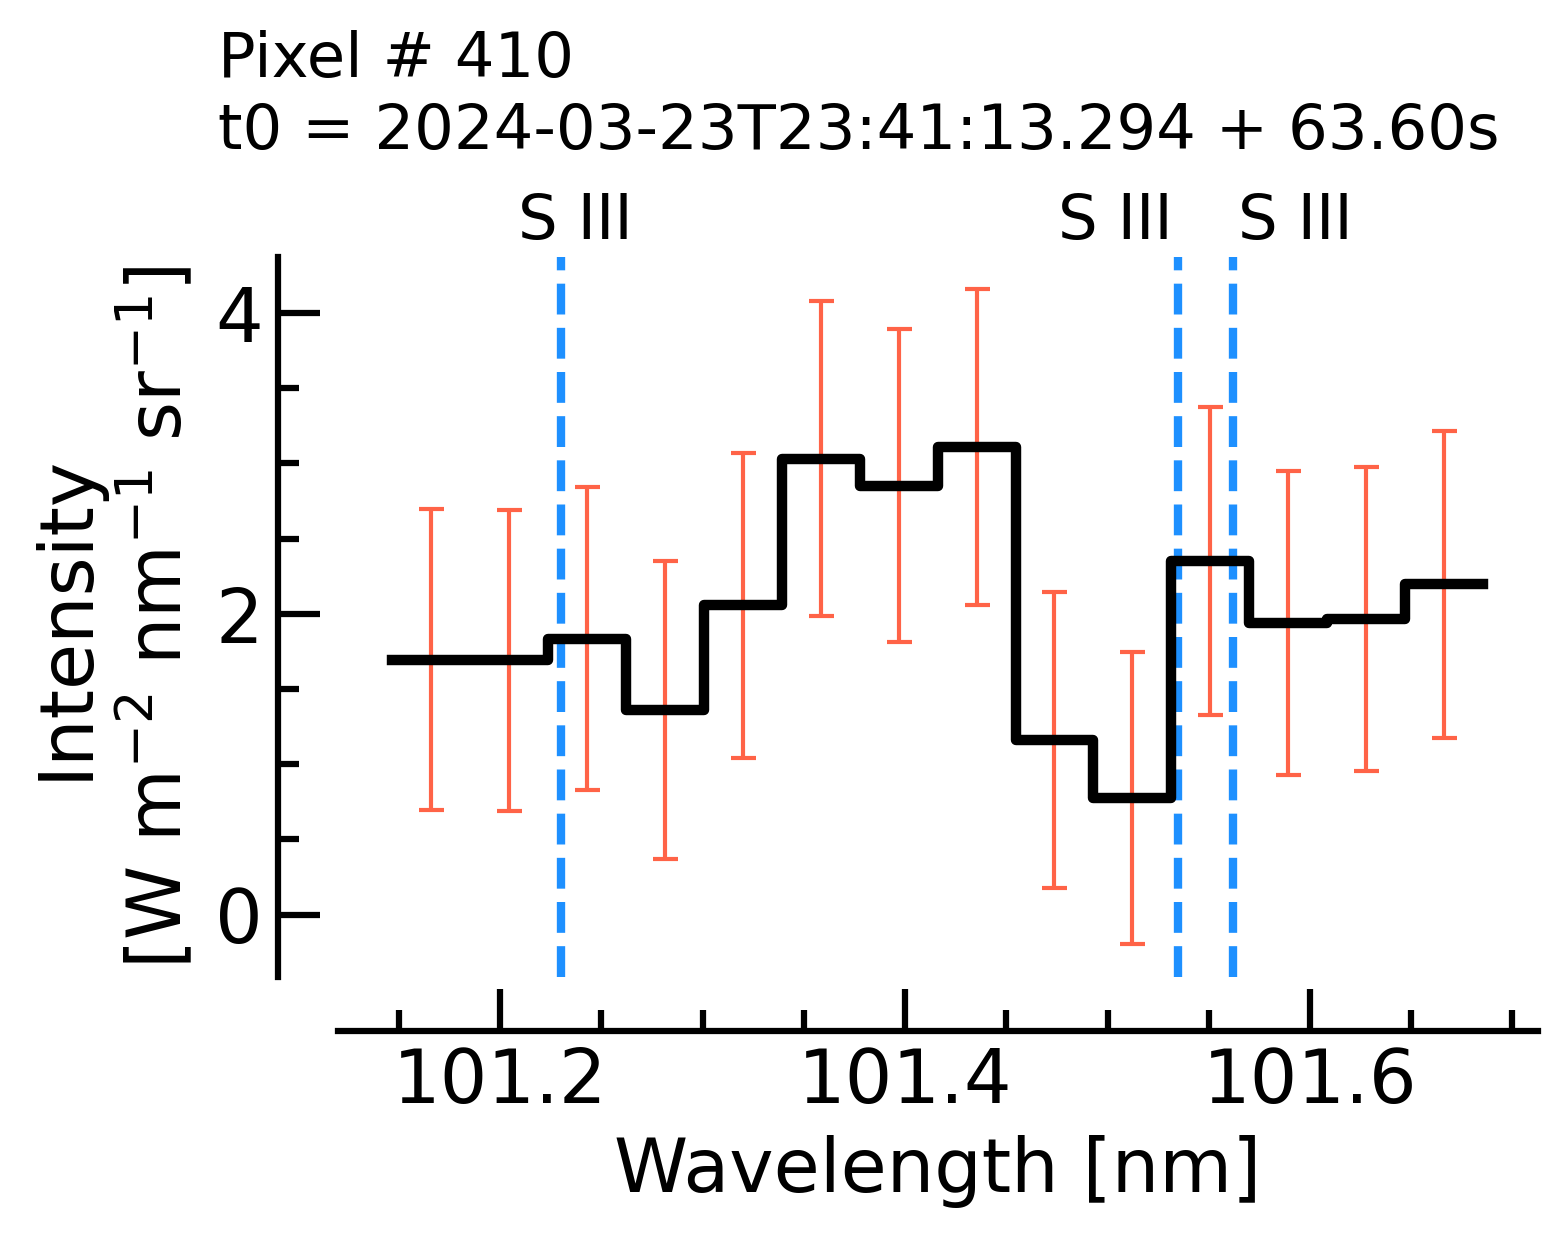 Pixel # 410
t0 = 2024-03-23T23:41:13.294 + 63.60s
S III S III S III
Intensity
[W m⁻² nm⁻¹ sr⁻¹]
4
2
0
101.2 101.4 101.6
Wavelength [nm]